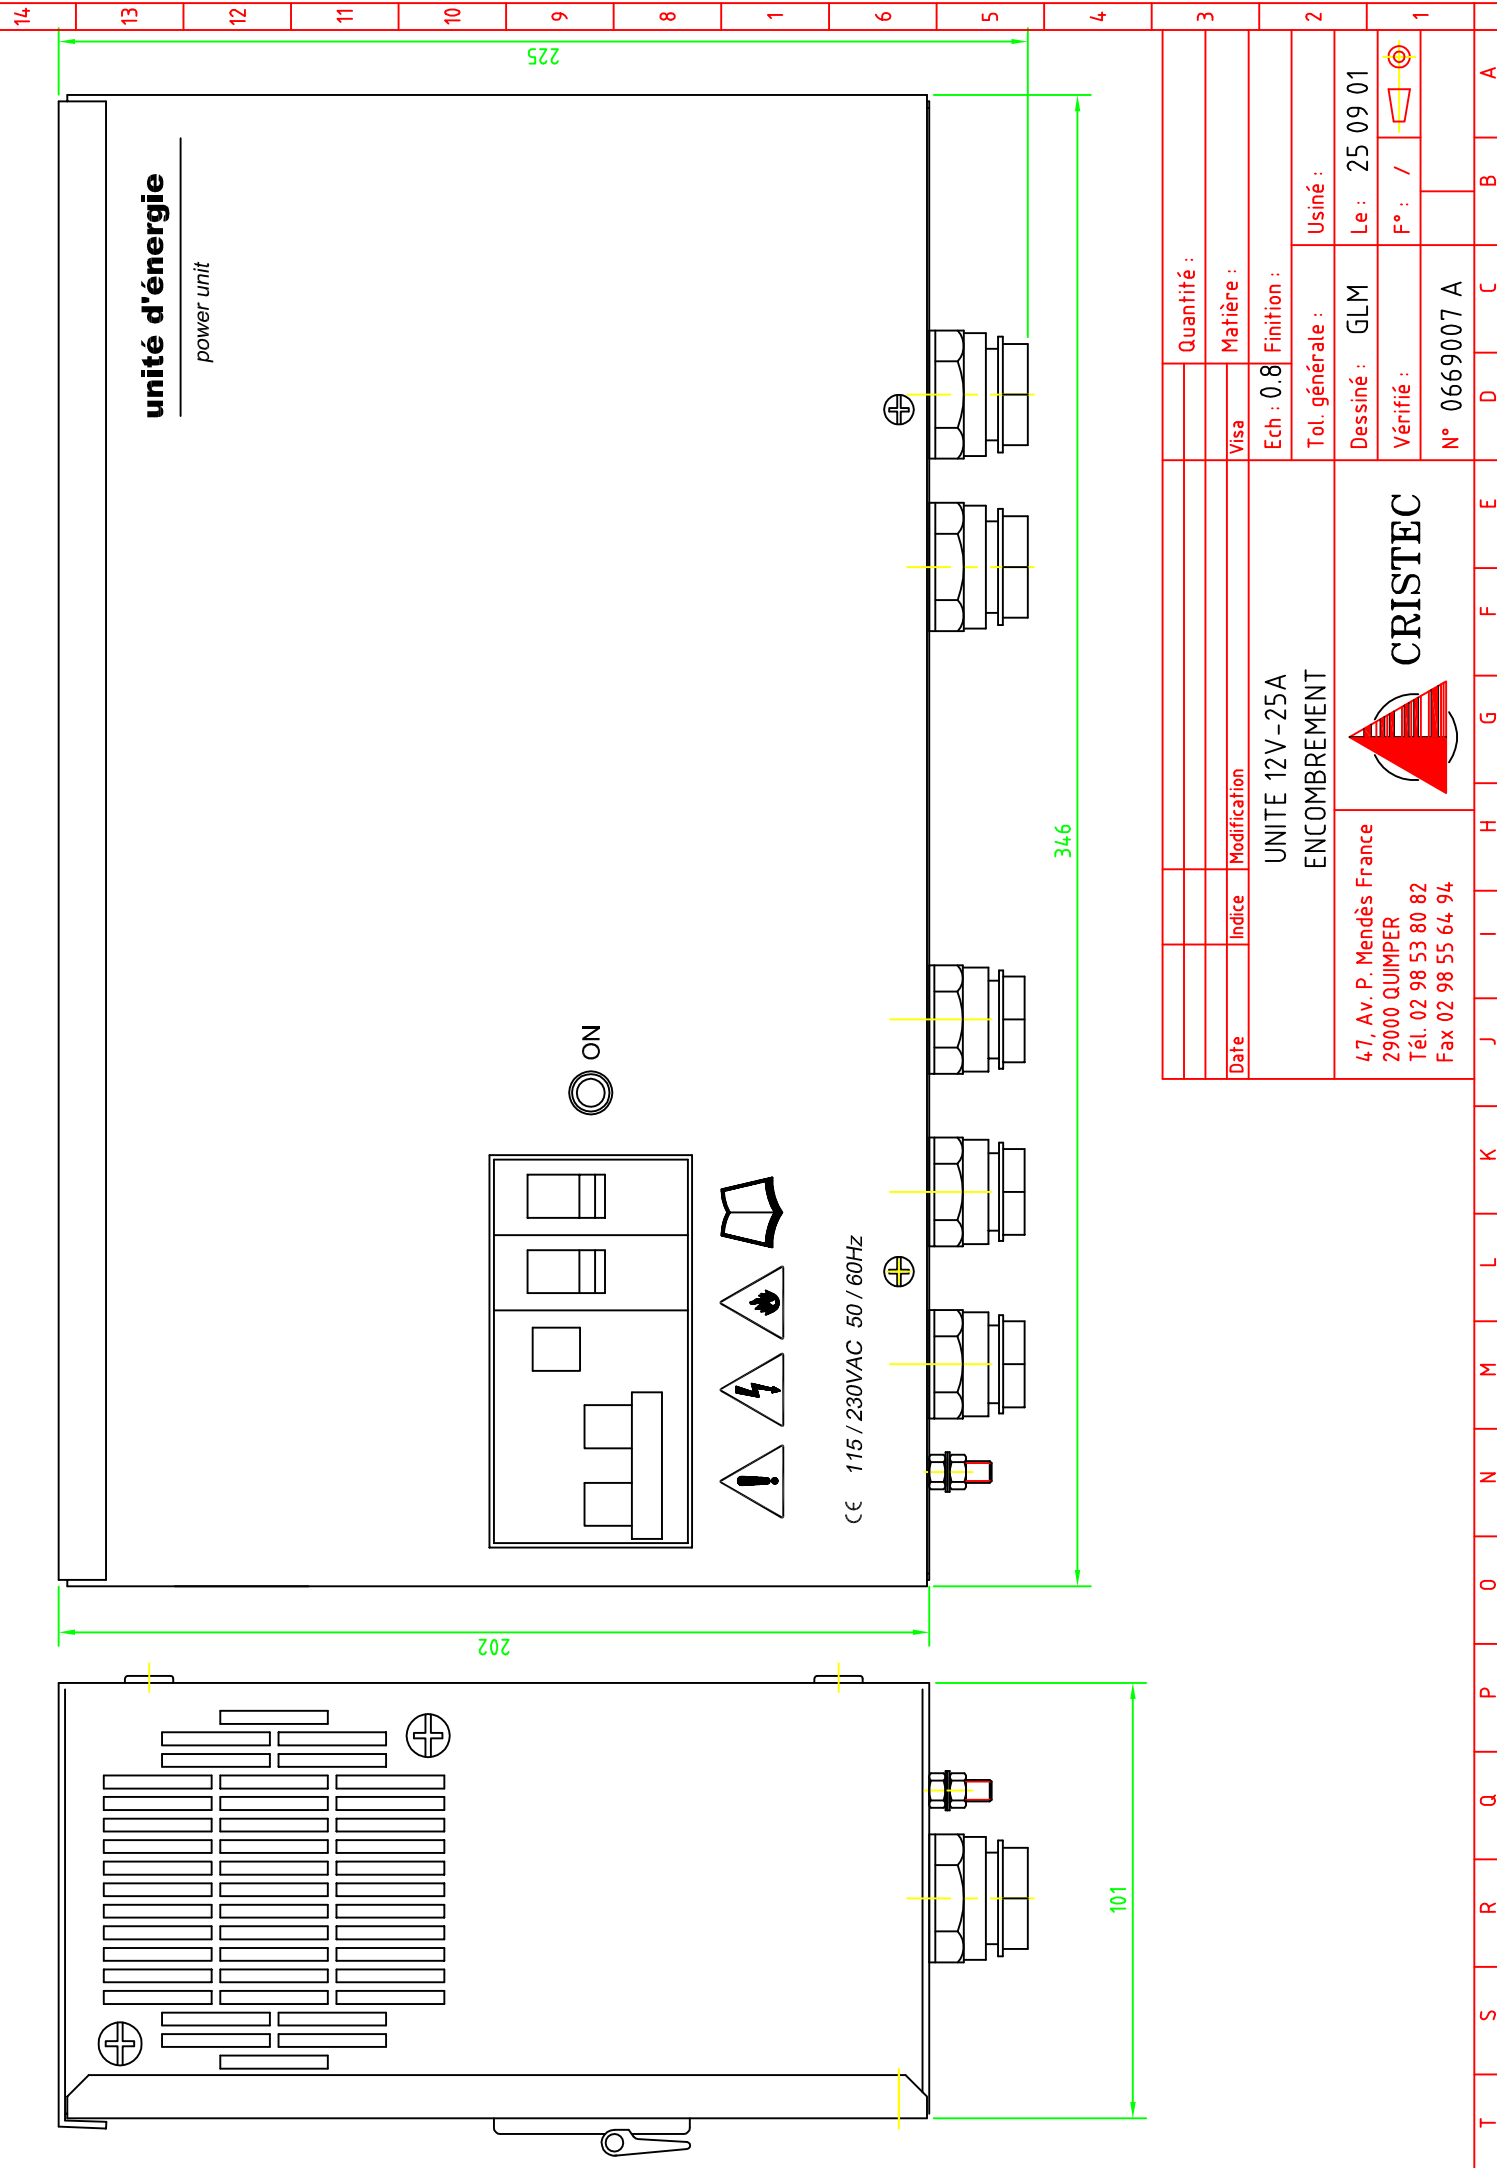 unité d'énergie
power unit
ON
CE 115 / 230VAC 50 / 60Hz
225
346
202
101
Quantité :
Matière :
Visa
Ech : 0.8
Finition :
Tol. générale :
Usiné :
Dessiné : GLM
Le : 25 09 01
Vérifié :
F° : /
N° 0669007 A
Date
Indice
Modification
UNITE 12V-25A
ENCOMBREMENT
CRISTEC
47, Av. P. Mendès France
29000 QUIMPER
Tél. 02 98 53 80 82
Fax 02 98 55 64 94
14 13 12 11 10 9 8 1 6 5 4 3 2 1
T S R Q Q P O N M L K J I H G F E D C B A